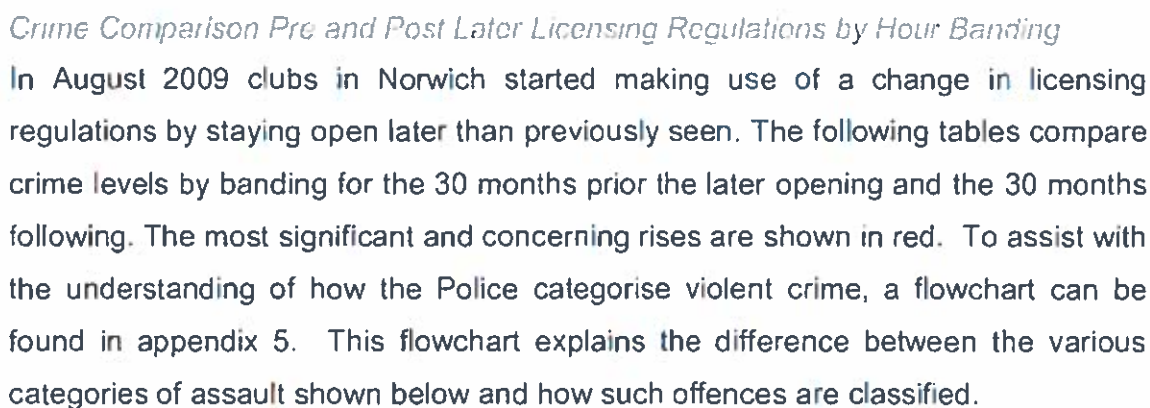 Crime Comparison Pre and Post Later Licensing Regulations by Hour Banding
In August 2009 clubs in Norwich started making use of a change in licensing
regulations by staying open later than previously seen. The following tables compare
crime levels by banding for the 30 months prior the later opening and the 30 months
following. The most significant and concerning rises are shown in red. To assist with
the understanding of how the Police categorise violent crime, a flowchart can be
found in appendix 5. This flowchart explains the difference between the various
categories of assault shown below and how such offences are classified.